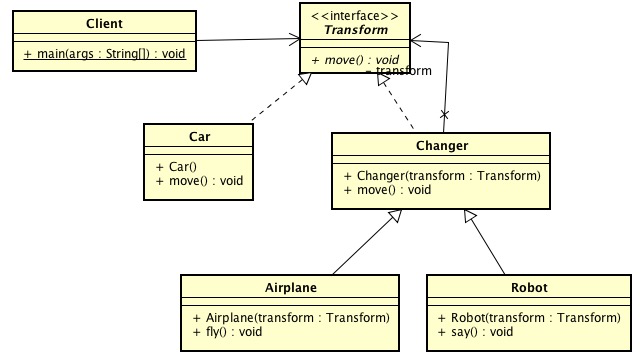 Client
+ main(args : String[]) : void
<<interface>>
Transform
+ move() : void
- transform
Car
+ Car()
+ move() : void
Changer
+ Changer(transform : Transform)
+ move() : void
Airplane
+ Airplane(transform : Transform)
+ fly() : void
Robot
+ Robot(transform : Transform)
+ say() : void